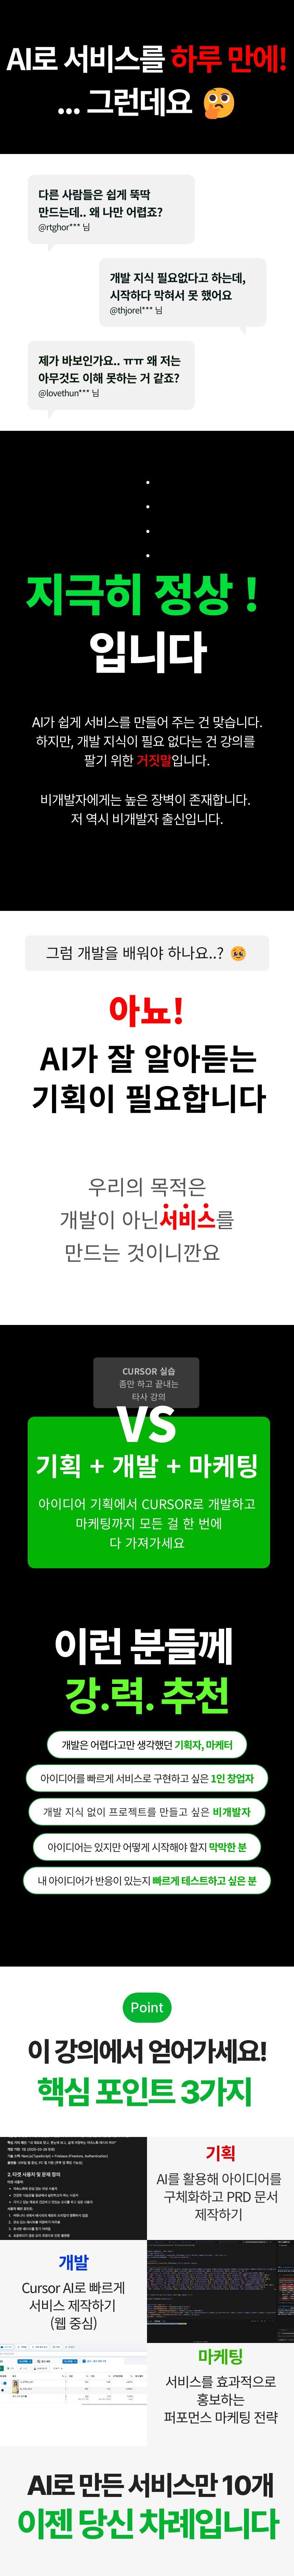 AI로 서비스를 하루 만에!
... 그런데요
다른 사람들은 쉽게 뚝딱
만드는데.. 왜 나만 어렵죠?
@rtghor*** 님
개발 지식 필요없다고 하는데,
시작하다 막혀서 못 했어요
@thjorel*** 님
제가 바보인가요.. ㅠㅠ 왜 저는
아무것도 이해 못하는 거 같죠?
@lovethun*** 님
지극히 정상 !
입니다
AI가 쉽게 서비스를 만들어 주는 건 맞습니다.
하지만, 개발 지식이 필요 없다는 건 강의를
팔기 위한 거짓말입니다.
비개발자에게는 높은 장벽이 존재합니다.
저 역시 비개발자 출신입니다.
그럼 개발을 배워야 하나요..?
아뇨!
AI가 잘 알아듣는
기획이 필요합니다
우리의 목적은
개발이 아닌서비스를
만드는 것이니깐요
CURSOR 실습
좀만 하고 끝내는
타사 강의
VS
기획 + 개발 + 마케팅
아이디어 기획에서 CURSOR로 개발하고
마케팅까지 모든 걸 한 번에
다 가져가세요
이런 분들께
강.력. 추천
개발은 어렵다고만 생각했던 기획자, 마케터
아이디어를 빠르게 서비스로 구현하고 싶은 1인 창업자
개발 지식 없이 프로젝트를 만들고 싶은 비개발자
아이디어는 있지만 어떻게 시작해야 할지 막막한 분
내 아이디어가 반응이 있는지 빠르게 테스트하고 싶은 분
Point
이 강의에서 얻어가세요!
핵심 포인트 3가지
2. 타겟 사용자 및 문제 정의
기획
AI를 활용해 아이디어를
구체화하고 PRD 문서
제작하기
개발
Cursor AI로 빠르게
서비스 제작하기
(웹 중심)
마케팅
서비스를 효과적으로
홍보하는
퍼포먼스 마케팅 전략
AI로 만든 서비스만 10개
이젠 당신 차례입니다